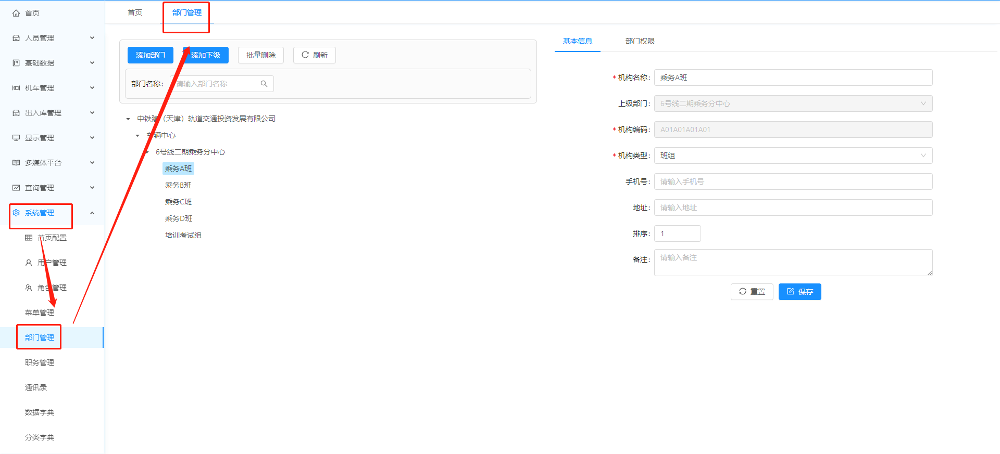 首页
人员管理
基础数据
机车管理
出入库管理
显示管理
多媒体平台
查询管理
系统管理
首页配置
用户管理
角色管理
菜单管理
部门管理
职务管理
通讯录
数据字典
分类字典
首页 部门管理
添加部门 添加下级 批量删除 刷新
部门名称： 请输入部门名称
中铁建（天津）轨道交通投资发展有限公司
车辆中心
6号线二期乘务分中心
乘务A班
乘务B班
乘务C班
乘务D班
培训考试组
基本信息 部门权限
* 机构名称： 乘务A班
上级部门： 6号线二期乘务分中心
* 机构编码： A01A01A01A01
* 机构类型： 班组
手机号： 请输入手机号
地址： 请输入地址
排序： 1
备注： 请输入备注
重置 保存